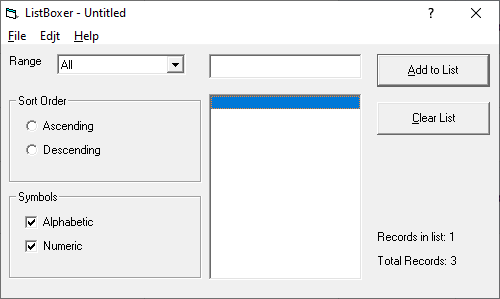 ListBoxer - Untitled
?
File Edjt Help
Range All
Add to List
Sort Order
Ascending
Descending
Clear List
Symbols
Alphabetic
Numeric
Records in list: 1
Total Records: 3